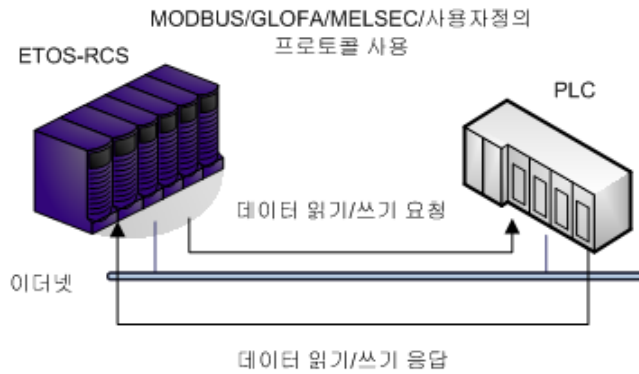 MODBUS/GLOFA/MELSEC/사용자정의
프로토콜 사용
ETOS-RCS
PLC
데이터 읽기/쓰기 요청
이더넷
데이터 읽기/쓰기 응답